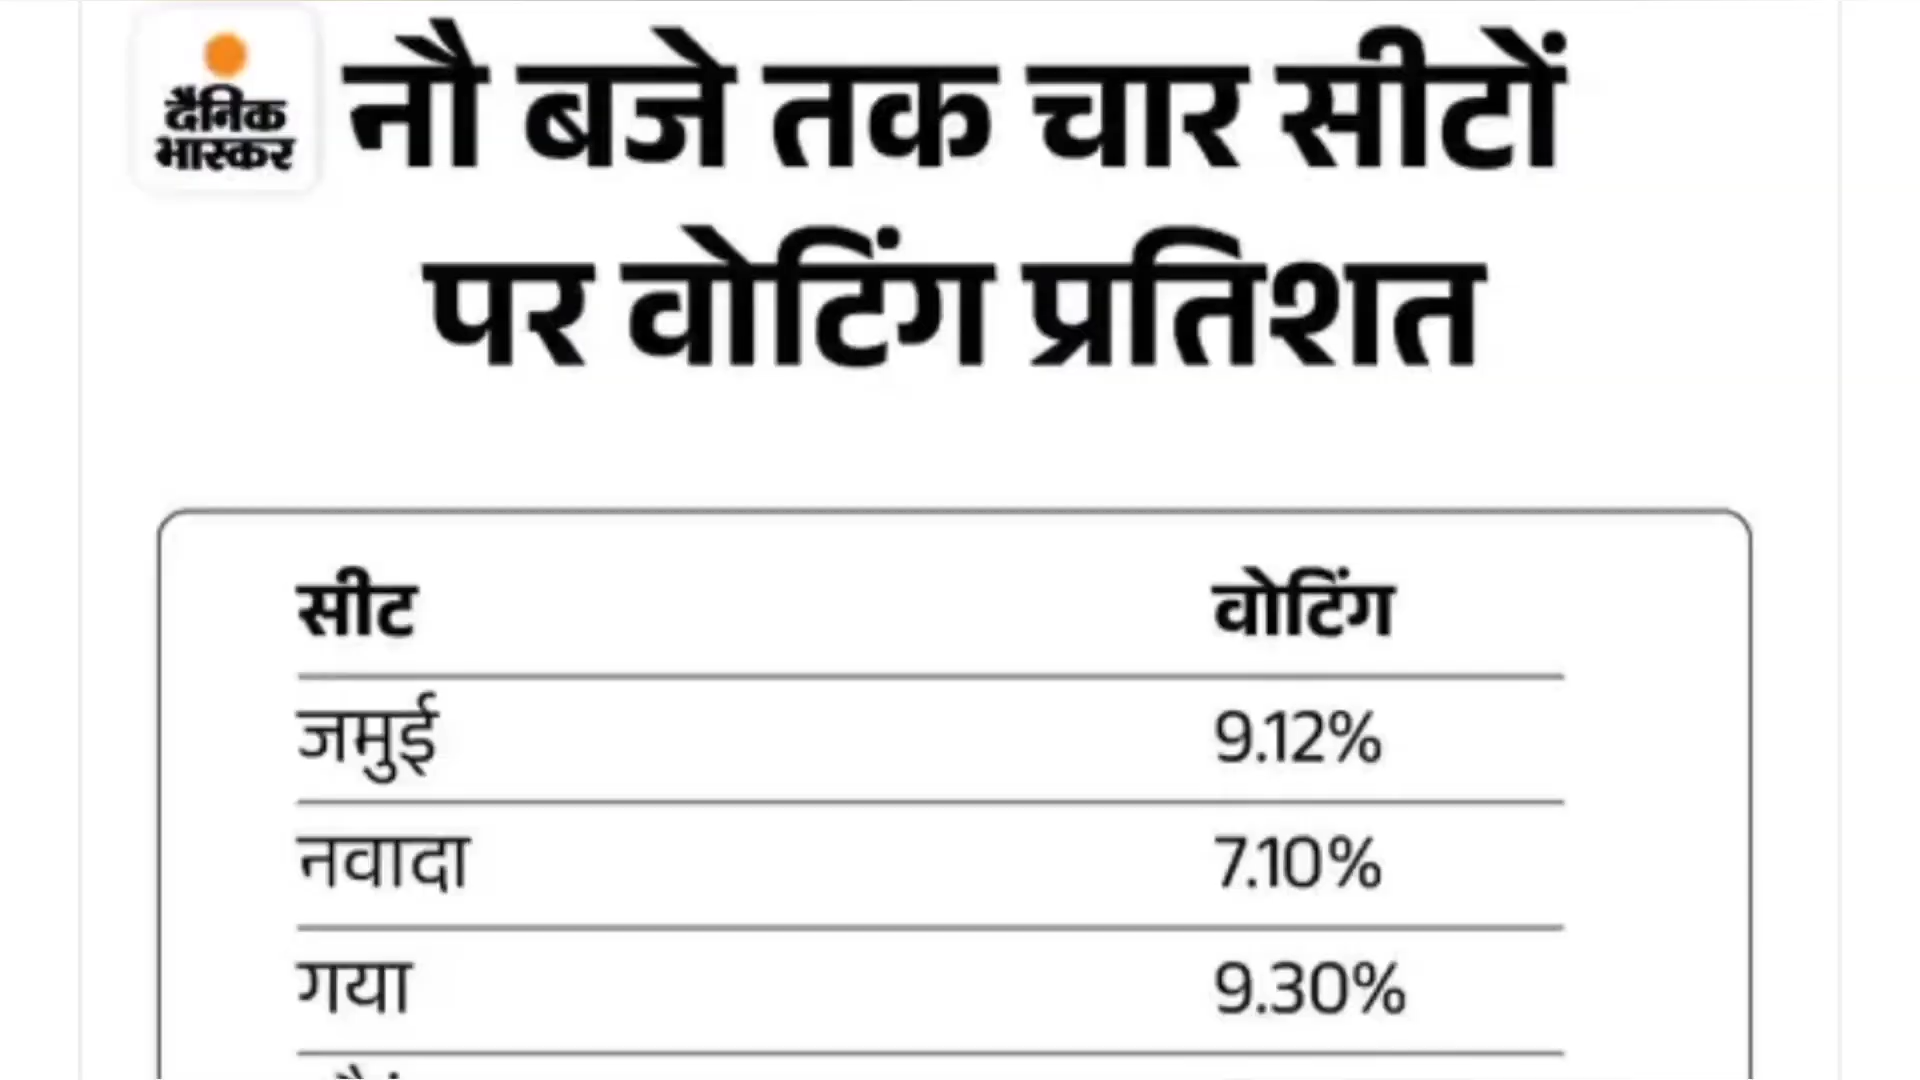 दैनिक
भास्कर
नौ बजे तक चार सीटों
पर वोटिंग प्रतिशत
सीट वोटिंग
जमुई 9.12%
नवादा 7.10%
गया 9.30%